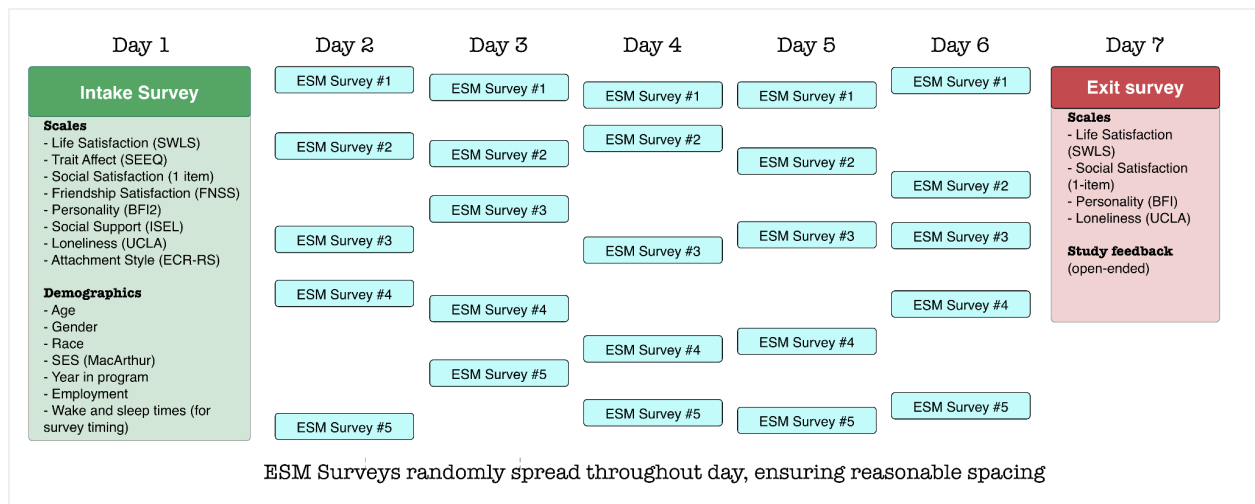 Day 1
Intake Survey
Scales
- Life Satisfaction (SWLS)
- Trait Affect (SEEQ)
- Social Satisfaction (1 item)
- Friendship Satisfaction (FNSS)
- Personality (BFI2)
- Social Support (ISEL)
- Loneliness (UCLA)
- Attachment Style (ECR-RS)
Demographics
- Age
- Gender
- Race
- SES (MacArthur)
- Year in program
- Employment
- Wake and sleep times (for
survey timing)
Day 2
ESM Survey #1
ESM Survey #2
ESM Survey #3
ESM Survey #4
ESM Survey #5
Day 3
ESM Survey #1
ESM Survey #2
ESM Survey #3
ESM Survey #4
ESM Survey #5
Day 4
ESM Survey #1
ESM Survey #2
ESM Survey #3
ESM Survey #4
ESM Survey #5
Day 5
ESM Survey #1
ESM Survey #2
ESM Survey #3
ESM Survey #4
ESM Survey #5
Day 6
ESM Survey #1
ESM Survey #2
ESM Survey #3
ESM Survey #4
ESM Survey #5
Day 7
Exit survey
Scales
- Life Satisfaction
(SWLS)
- Social Satisfaction
(1-item)
- Personality (BFI)
- Loneliness (UCLA)
Study feedback
(open-ended)
ESM Surveys randomly spread throughout day, ensuring reasonable spacing